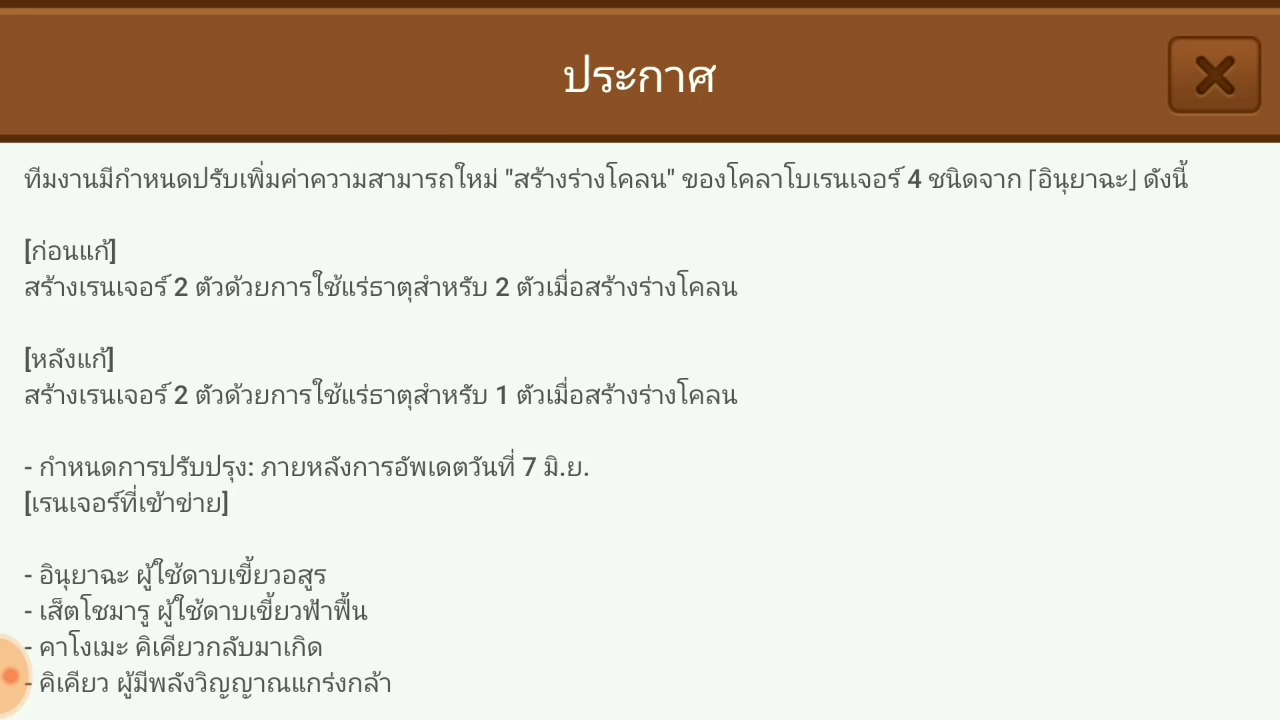 ประกาศ
ทีมงานมีกำหนดปรับเพิ่มค่าความสามารถใหม่ "สร้างร่างโคลน" ของโคลาโบเรนเจอร์ 4 ชนิดจาก ｢อินุยาฉะ｣ ดังนี้
[ก่อนแก้]
สร้างเรนเจอร์ 2 ตัวด้วยการใช้แร่ธาตุสำหรับ 2 ตัวเมื่อสร้างร่างโคลน
[หลังแก้]
สร้างเรนเจอร์ 2 ตัวด้วยการใช้แร่ธาตุสำหรับ 1 ตัวเมื่อสร้างร่างโคลน
- กำหนดการปรับปรุง: ภายหลังการอัพเดตวันที่ 7 มิ.ย.
[เรนเจอร์ที่เข้าข่าย]
- อินุยาฉะ ผู้ใช้ดาบเขี้ยวอสูร
- เส็ตโชมารู ผู้ใช้ดาบเขี้ยวฟ้าฟื้น
- คาโงเมะ คิเคียวกลับมาเกิด
- คิเคียว ผู้มีพลังวิญญาณแกร่งกล้า